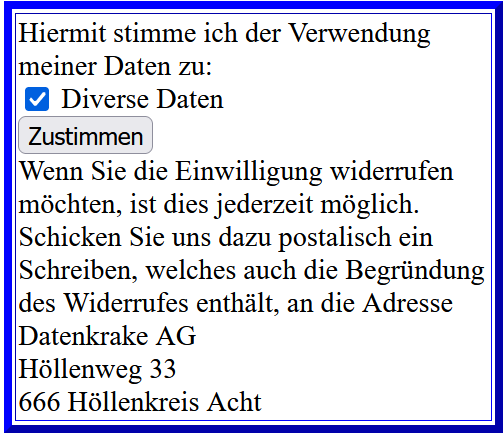 Hiermit stimme ich der Verwendung
meiner Daten zu:
Diverse Daten
Zustimmen
Wenn Sie die Einwilligung widerrufen
möchten, ist dies jederzeit möglich.
Schicken Sie uns dazu postalisch ein
Schreiben, welches auch die Begründung
des Widerrufes enthält, an die Adresse
Datenkrake AG
Höllenweg 33
666 Höllenkreis Acht